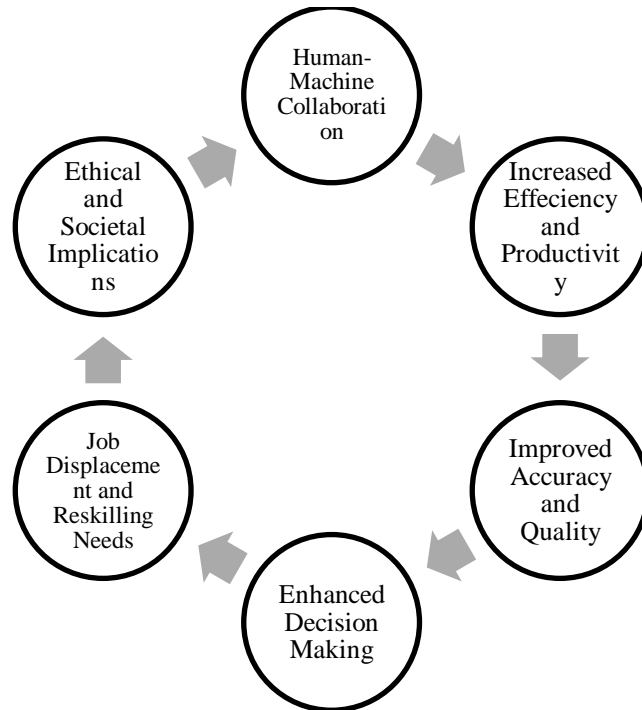 Human-
Machine
Collaborati
on
Increased
Effeciency
and
Productivit
y
Improved
Accuracy
and
Quality
Enhanced
Decision
Making
Job
Displaceme
nt and
Reskilling
Needs
Ethical
and
Societal
Implicatio
ns